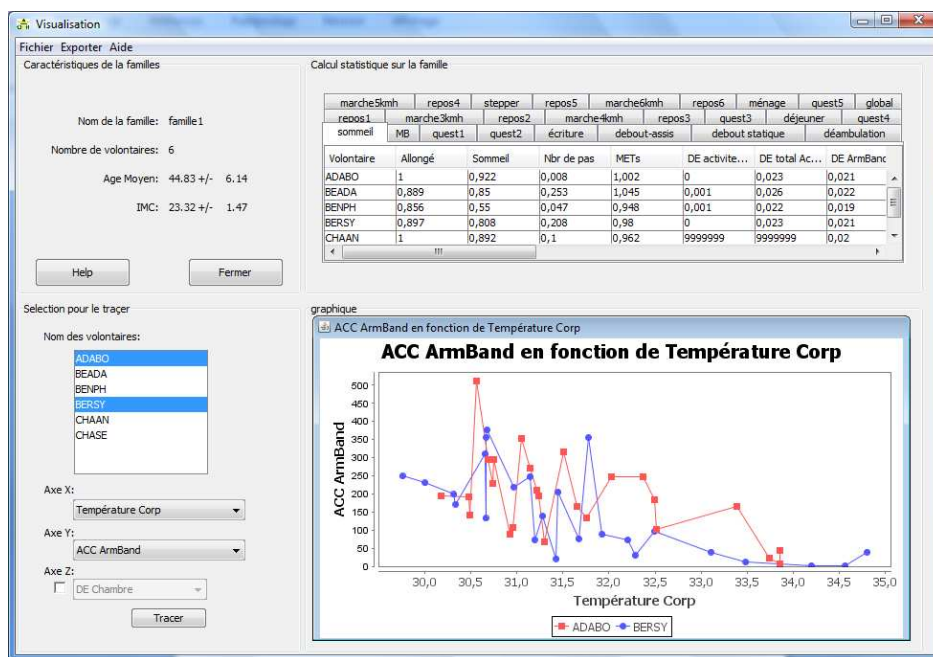 Visualisation
Fichier Exporter Aide
Caractéristiques de la familles
Nom de la famille: famille1
Nombre de volontaires: 6
Age Moyen: 44.83 +/- 6.14
IMC: 23.32 +/- 1.47
Help Fermer
Calcul statistique sur la famille
marche5kmh repos4 stepper repos5 marche6kmh repos6 ménage quest5 global
repos1 marche3kmh repos2 marche4kmh repos3 quest3 déjeuner quest4
sommeil MB quest1 quest2 écriture debout-assis debout statique déambulation
Volontaire Allongé Sommeil Nbr de pas METs DE activite... DE total Ac... DE ArmBanc
ADABO 1 0,922 0,008 1,002 0 0,023 0,021
BEADA 0,889 0,85 0,253 1,045 0,001 0,026 0,022
BENPH 0,856 0,55 0,047 0,948 0,001 0,022 0,019
BERSY 0,897 0,808 0,208 0,98 0 0,023 0,021
CHAAN 1 0,892 0,1 0,962 9999999 9999999 0,02
Selection pour le traçer
Nom des volontaires:
ADABO
BEADA
BENPH
BERSY
CHAAN
CHASE
Axe X:
Température Corp
Axe Y:
ACC ArmBand
Axe Z:
DE Chambre
Tracer
graphique
ACC ArmBand en fonction de Température Corp
ACC ArmBand en fonction de Température Corp
ACC ArmBand
500
450
400
350
300
250
200
150
100
50
0
30,0 30,5 31,0 31,5 32,0 32,5 33,0 33,5 34,0 34,5 35,0
Température Corp
ADABO BERSY